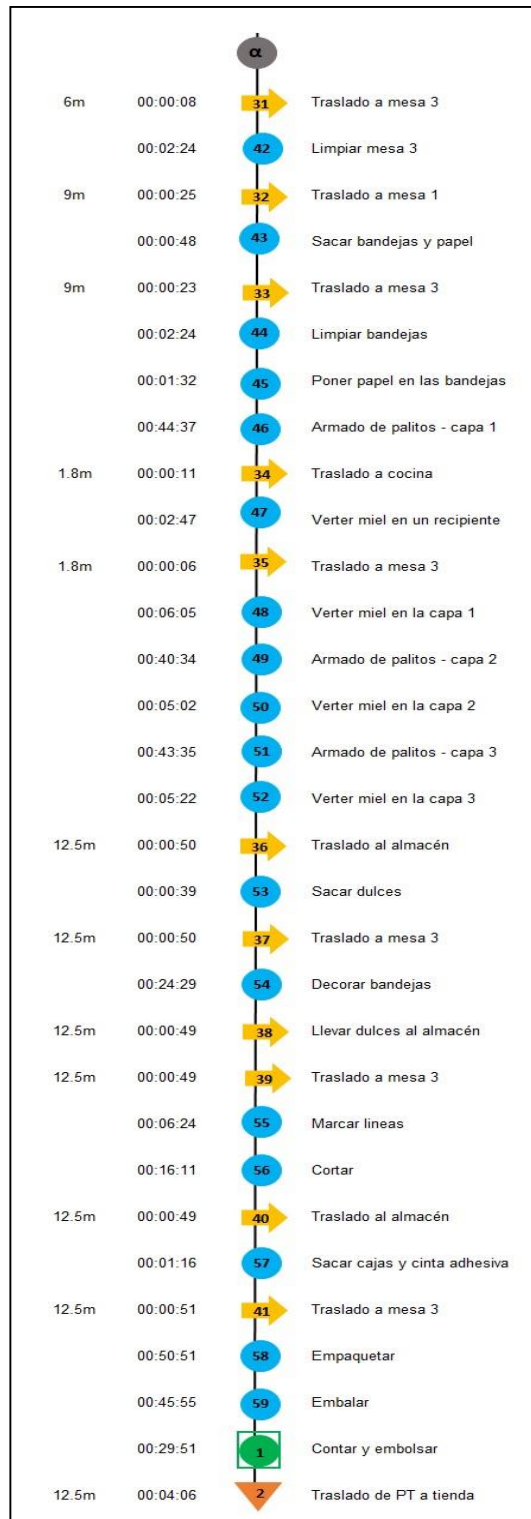 α
6m 00:00:08 31 Traslado a mesa 3
00:02:24 42 Limpiar mesa 3
9m 00:00:25 32 Traslado a mesa 1
00:00:48 43 Sacar bandejas y papel
9m 00:00:23 33 Traslado a mesa 3
00:02:24 44 Limpiar bandejas
00:01:32 45 Poner papel en las bandejas
00:44:37 46 Armado de palitos - capa 1
1.8m 00:00:11 34 Traslado a cocina
00:02:47 47 Verter miel en un recipiente
1.8m 00:00:06 35 Traslado a mesa 3
00:06:05 48 Verter miel en la capa 1
00:40:34 49 Armado de palitos - capa 2
00:05:02 50 Verter miel en la capa 2
00:43:35 51 Armado de palitos - capa 3
00:05:22 52 Verter miel en la capa 3
12.5m 00:00:50 36 Traslado al almacén
00:00:39 53 Sacar dulces
12.5m 00:00:50 37 Traslado a mesa 3
00:24:29 54 Decorar bandejas
12.5m 00:00:49 38 Llevar dulces al almacén
12.5m 00:00:49 39 Traslado a mesa 3
00:06:24 55 Marcar lineas
00:16:11 56 Cortar
12.5m 00:00:49 40 Traslado al almacén
00:01:16 57 Sacar cajas y cinta adhesiva
12.5m 00:00:51 41 Traslado a mesa 3
00:50:51 58 Empaquetar
00:45:55 59 Embalar
00:29:51 1 Contar y embolsar
12.5m 00:04:06 2 Traslado de PT a tienda